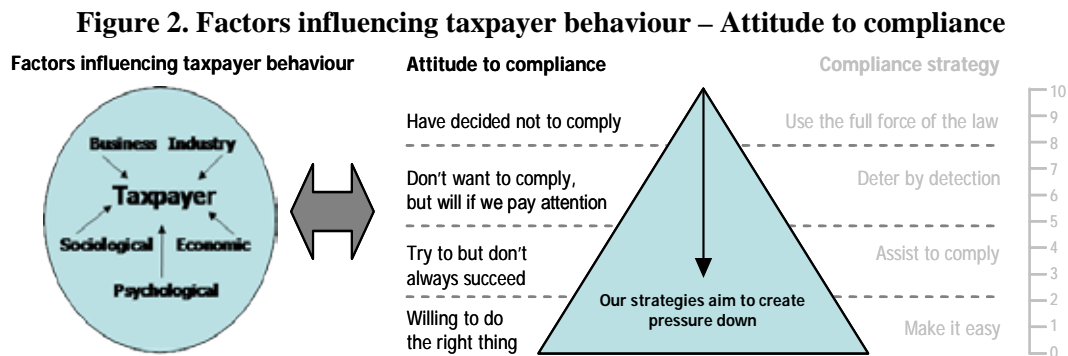 Figure 2. Factors influencing taxpayer behaviour – Attitude to compliance
Factors influencing taxpayer behaviour
Business Industry
Taxpayer
Sociological Economic
Psychological
Attitude to compliance
Have decided not to comply
Don't want to comply,
but will if we pay attention
Try to but don't
always succeed
Willing to do
the right thing
Our strategies aim to create
pressure down
Compliance strategy
Use the full force of the law
Deter by detection
Assist to comply
Make it easy
10
9
8
7
6
5
4
3
2
1
0